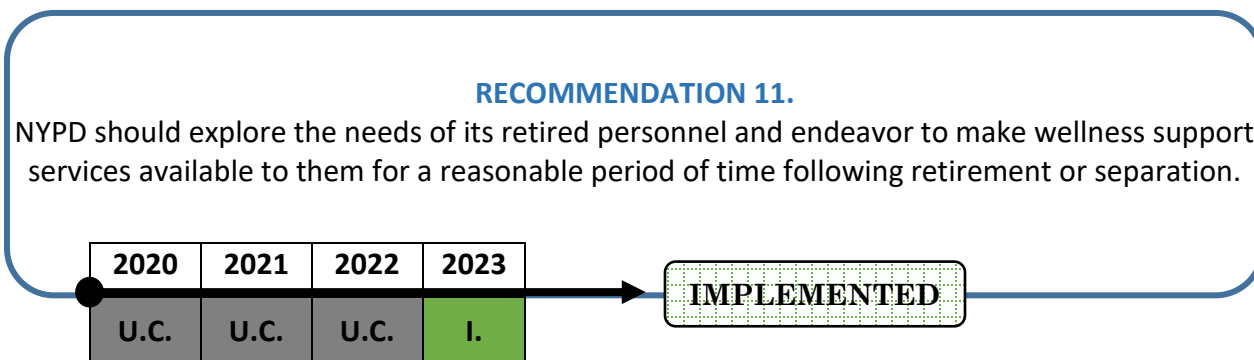 RECOMMENDATION 11.
NYPD should explore the needs of its retired personnel and endeavor to make wellness support
services available to them for a reasonable period of time following retirement or separation.
2020 2021 2022 2023
IMPLEMENTED
U.C. U.C. U.C. I.